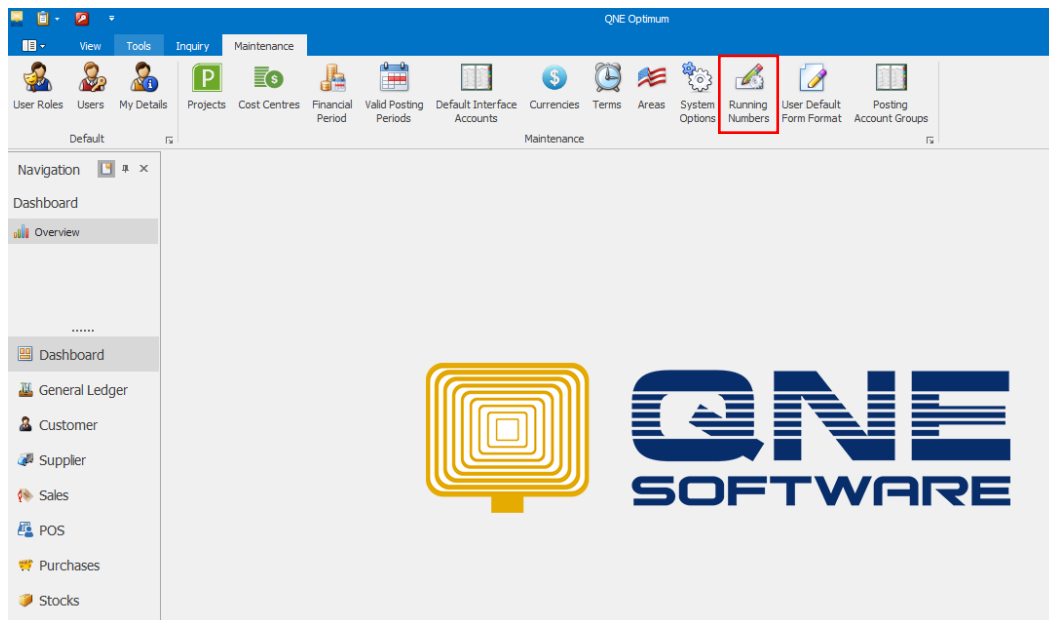 QNE Optimum
View Tools Inquiry Maintenance
User Roles Users My Details Projects Cost Centres Financial Valid Posting Default Interface Currencies Terms Areas System Running User Default Posting
Period Periods Accounts Options Numbers Form Format Account Groups
Default Maintenance
Navigation
Dashboard
Overview
Dashboard
General Ledger
Customer
Supplier
Sales
POS
Purchases
Stocks
QNE
SOFTWARE